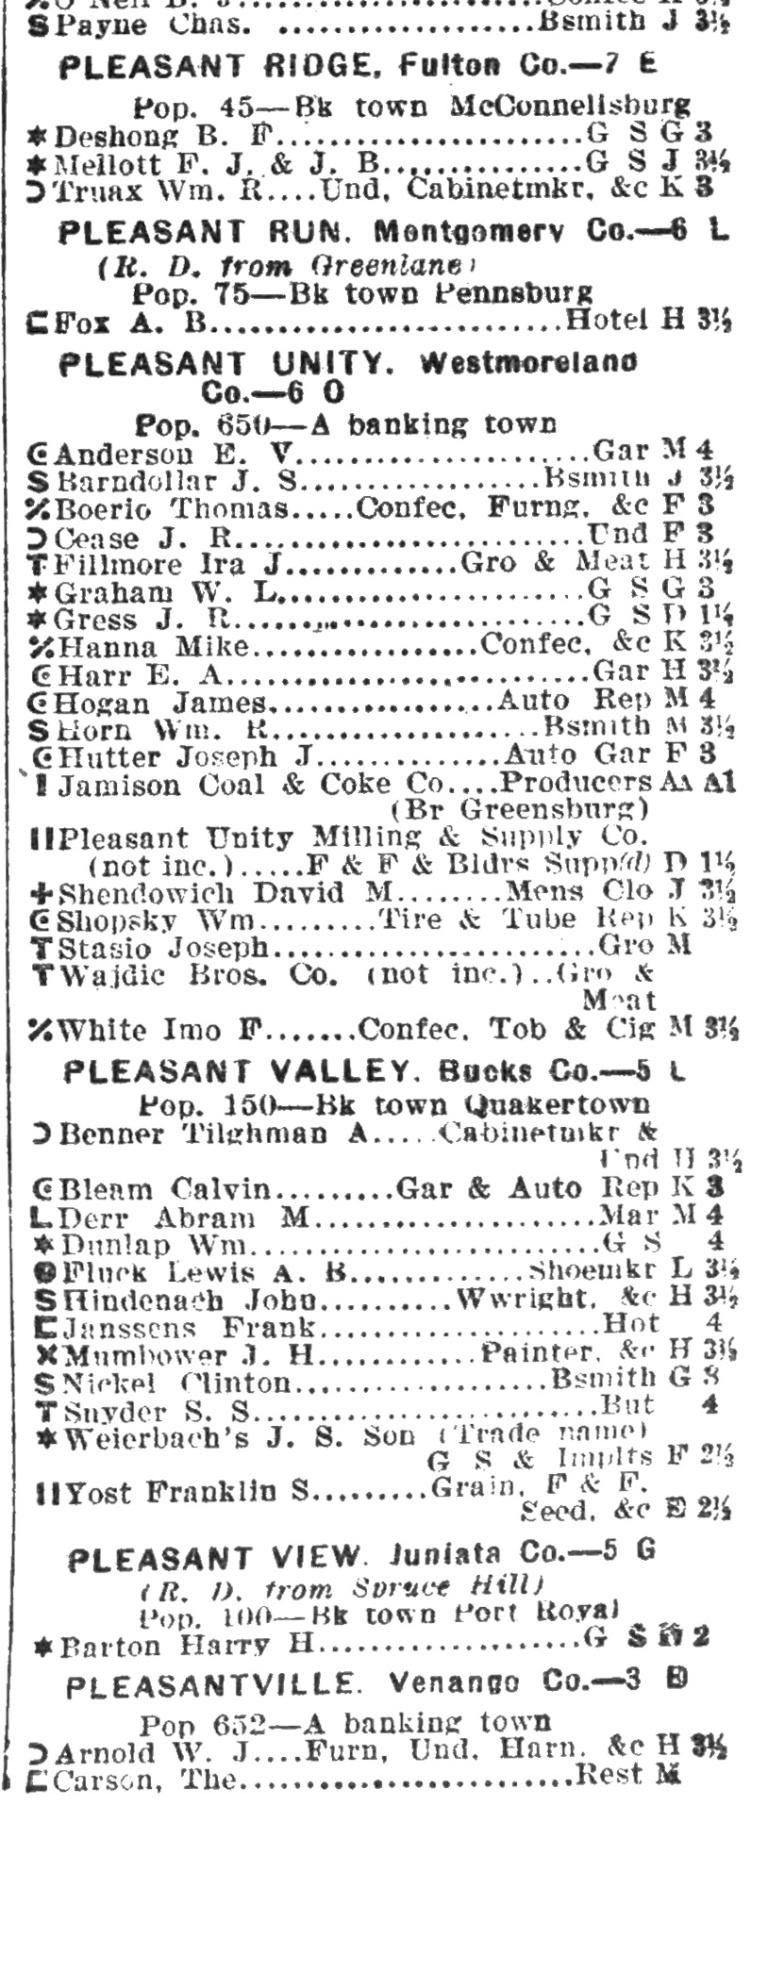 S Payne Chas. ..................Bsmith J 3½
PLEASANT RIDGE, Fulton Co.—7 E
Pop. 45—Bk town McConnellsburg
* Deshong B. F.......................G S G 3
* Mellott F. J. & J. B...............G S J 3½
Ɔ Truax Wm. R....Und, Cabinetmkr, &c K 3
PLEASANT RUN. Montgomery Co.—6 L
(R. D. from Greenlane)
Pop. 75—Bk town Pennsburg
⊏ Fox A. B.........................Hotel H 3½
PLEASANT UNITY. Westmoreland
Co.—6 O
Pop. 650—A banking town
Anderson E. V.....................Gar M 4
S Barndollar J. S.................Bsmith J 3½
Boerio Thomas.....Confec, Furng, &c F 3
Ɔ Cease J. R.........................Und F 3
T Fillmore Ira J.............Gro & Meat H 3½
* Graham W. L......................G S G 3
* Gress J. R.........................G S D 1½
Hanna Mike.................Confec, &c K 3½
Harr E. A..........................Gar H 3½
Hogan James.................Auto Rep M 4
S Horn Wm. R...................Bsmith M 3½
Hutter Joseph J..............Auto Gar F 3
Jamison Coal & Coke Co....Producers AA A1
(Br Greensburg)
II Pleasant Unity Milling & Supply Co.
(not inc.).....F & F & Bldrs Supp(d) D 1½
+ Shendowich David M........Mens Clo J 3½
Shopsky Wm.........Tire & Tube Rep K 3½
T Stasio Joseph........................Gro M
T Wajdic Bros. Co. (not inc.)..Gro &
Meat
White Imo F.......Confec, Tob & Cig M 3½
PLEASANT VALLEY. Bucks Co.—5 L
Pop. 150—Bk town Quakertown
Ɔ Benner Tilghman A.....Cabinetmkr &
Und H 3½
Bleam Calvin.........Gar & Auto Rep K 3
L Derr Abram M.....................Mar M 4
* Dunlap Wm..........................G S 4
Fluck Lewis A. B.............Shoemkr L 3½
S Hindenach John..........Wwright, &c H 3½
⊏ Janssens Frank.....................Hot 4
Mumbower J. H............Painter, &c H 3½
S Nickel Clinton...................Bsmith G 3
T Snyder S. S..........................But 4
* Weierbach's J. S. Son (Trade name)
G S & Implts F 2½
II Yost Franklin S.........Grain, F & F.
Seed, &c E 2½
PLEASANT VIEW. Juniata Co.—5 G
(R. D. from Spruce Hill)
Pop. 100—Bk town Port Royal
* Barton Harry H....................G S 2
PLEASANTVILLE. Venango Co.—3 D
Pop 652—A banking town
Ɔ Arnold W. J....Furn, Und, Harn, &c H 3½
⊏ Carson, The........................Rest M